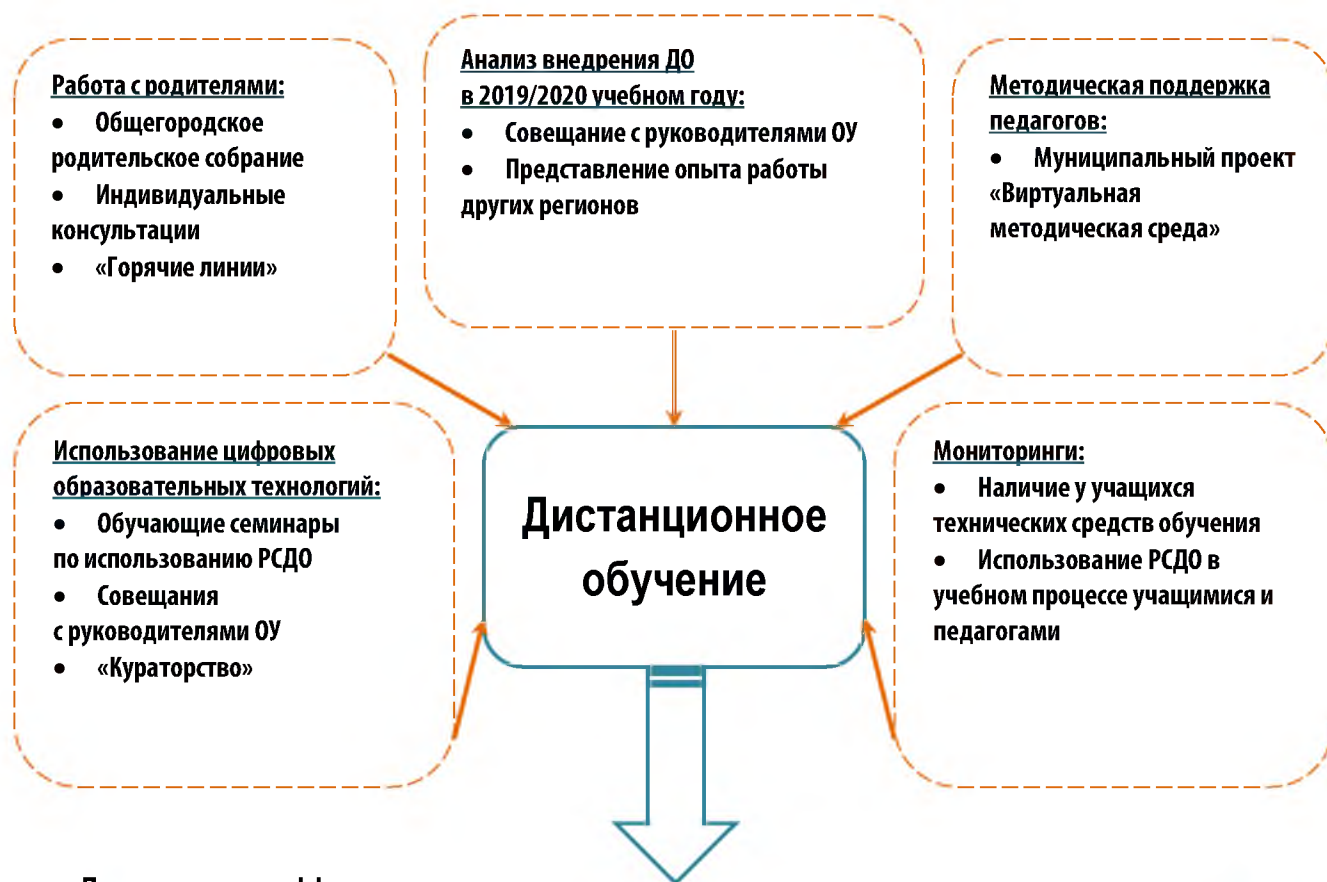 Работа с родителями:
• Общегородское
родительское собрание
• Индивидуальные
консультации
• «Горячие линии»
Анализ внедрения ДО
в 2019/2020 учебном году:
• Совещание с руководителями ОУ
• Представление опыта работы
других регионов
Методическая поддержка
педагогов:
• Муниципальный проект
«Виртуальная
методическая среда»
Использование цифровых
образовательных технологий:
• Обучающие семинары
по использованию РСДО
• Совещания
с руководителями ОУ
• «Кураторство»
Дистанционное
обучение
Мониторинги:
• Наличие у учащихся
технических средств обучения
• Использование РСДО в
учебном процессе учащимися и
педагогами